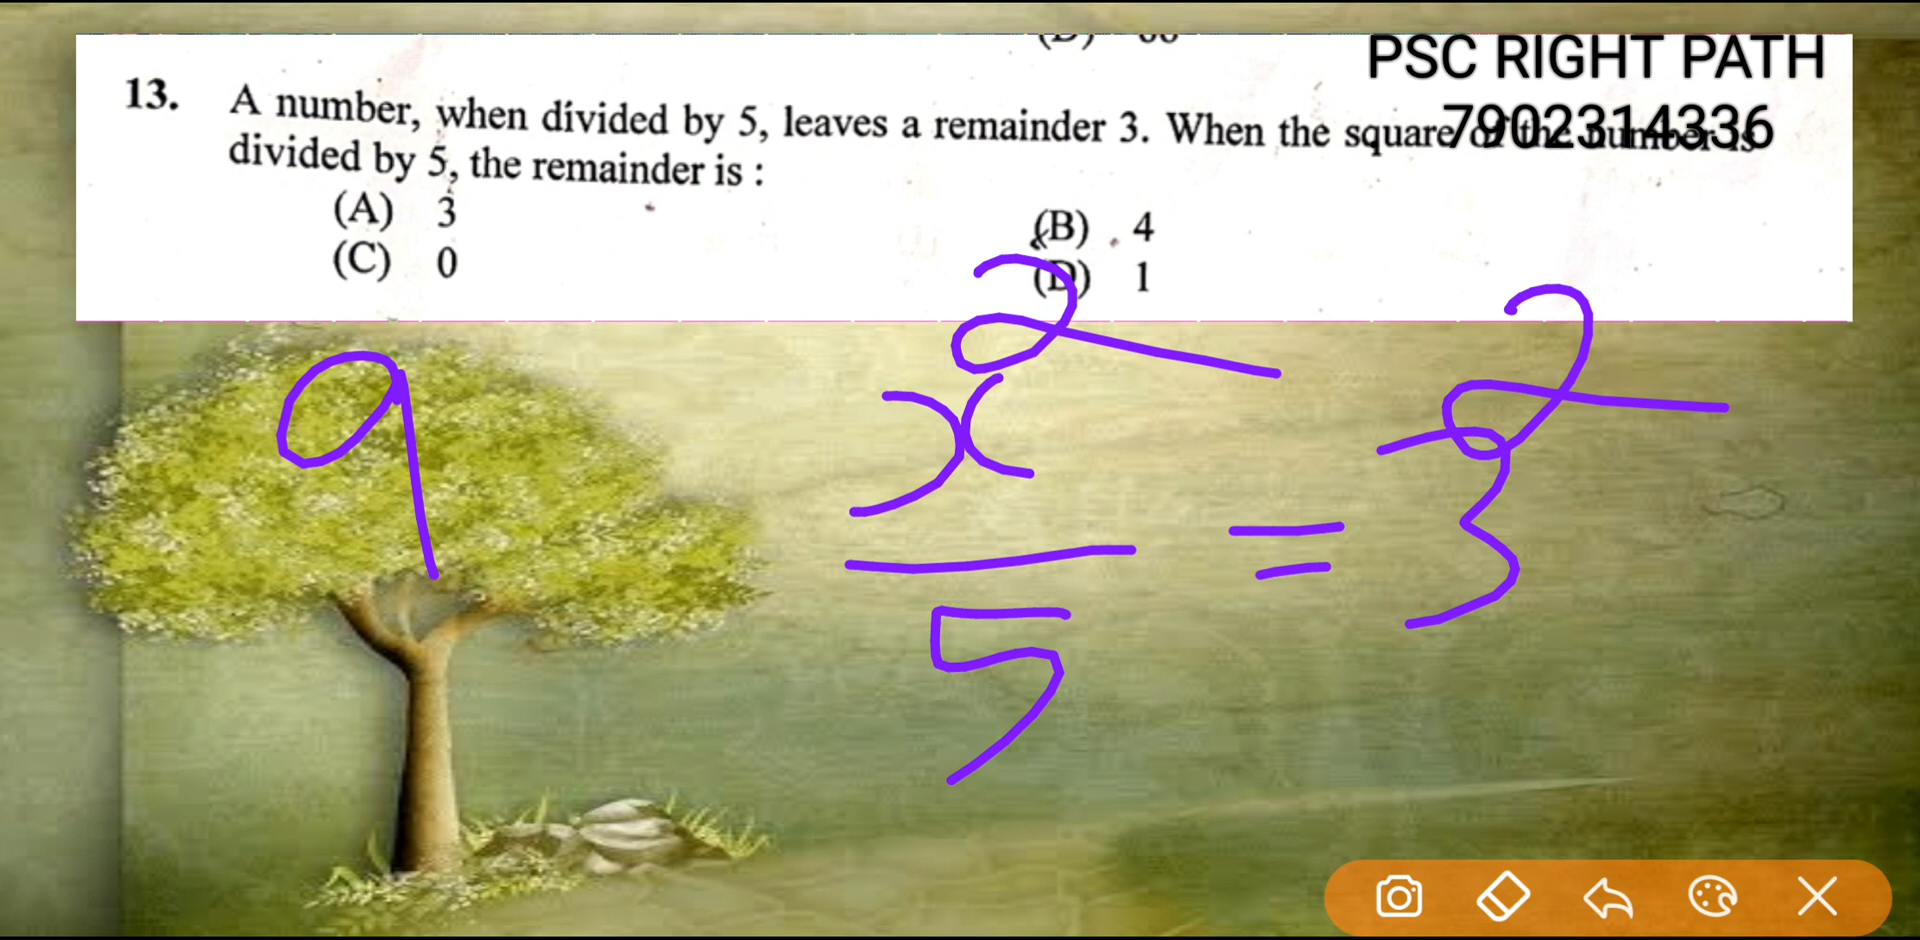 PSC RIGHT PATH
7902314336
13. A number, when divided by 5, leaves a remainder 3. When the square of the number is
divided by 5, the remainder is :
(A) 3
(B) 4
(C) 0
(D) 1
9
x² = 3²
5